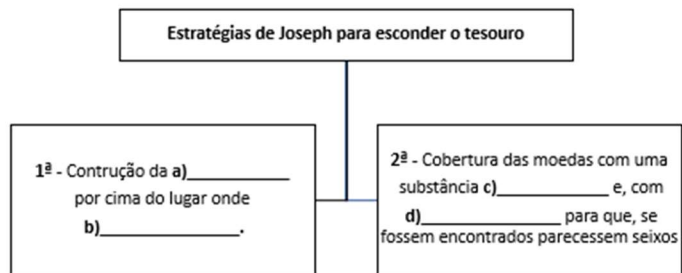 Estratégias de Joseph para esconder o tesouro
1ª - Contrução da a)____________
por cima do lugar onde
b)________________.
2ª - Cobertura das moedas com uma
substância c)_____________ e, com
d)________________ para que, se
fossem encontrados parecessem seixos